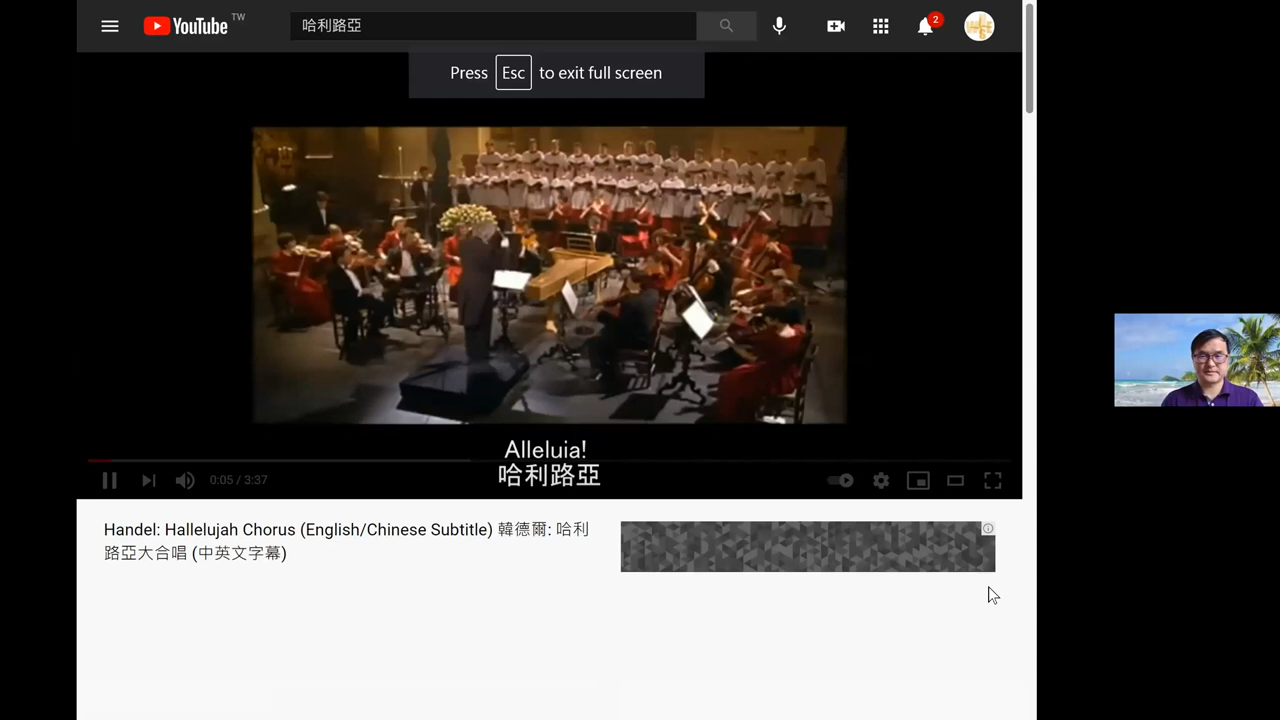 YouTube TW
哈利路亞
2
Press Esc to exit full screen
Alleluia!
哈利路亞
0:05 / 3:37
Handel: Hallelujah Chorus (English/Chinese Subtitle) 韓德爾: 哈利
路亞大合唱 (中英文字幕)